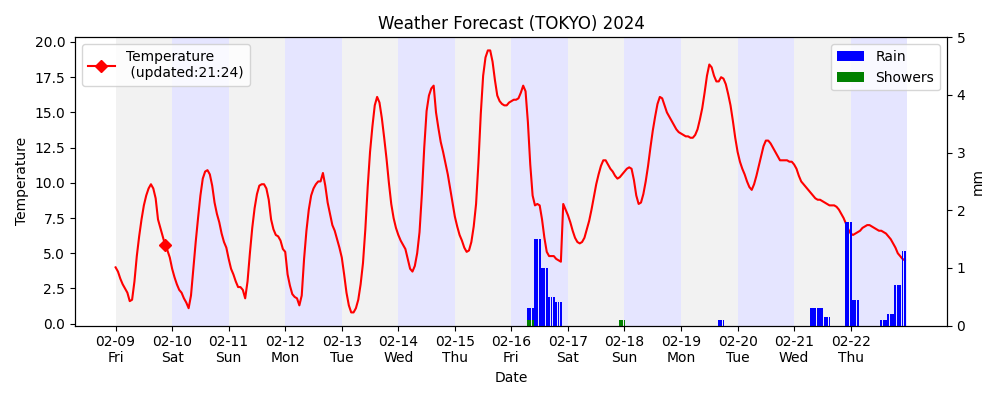 Weather Forecast (TOKYO) 2024
Temperature
(updated:21:24)
Rain
Showers
Temperature
20.0
17.5
15.0
12.5
10.0
7.5
5.0
2.5
0.0
5
4
3
2
1
0
mm
02-09 02-10 02-11 02-12 02-13 02-14 02-15 02-16 02-17 02-18 02-19 02-20 02-21 02-22
Fri Sat Sun Mon Tue Wed Thu Fri Sat Sun Mon Tue Wed Thu
Date